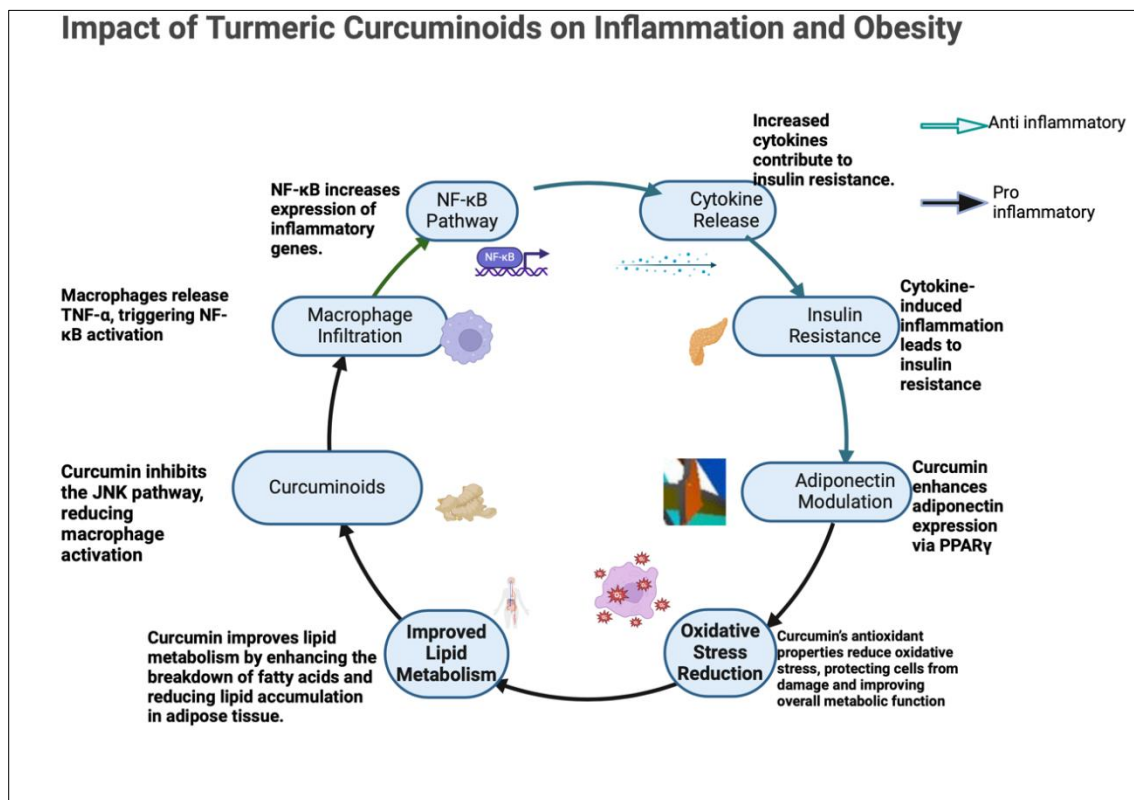 Impact of Turmeric Curcuminoids on Inflammation and Obesity
Anti inflammatory
Pro
inflammatory
Increased
cytokines
contribute to
insulin resistance.
NF-κB increases
expression of
inflammatory
genes.
NF-κB
Pathway
Cytokine
Release
NF-κB
Macrophages release
TNF-α, triggering NF-
κB activation
Macrophage
Infiltration
Insulin
Resistance
Cytokine-
induced
inflammation
leads to
insulin
resistance
Curcumin inhibits
the JNK pathway,
reducing
macrophage
activation
Curcuminoids
Adiponectin
Modulation
Curcumin
enhances
adiponectin
expression
via PPARγ
Curcumin improves lipid
metabolism by enhancing the
breakdown of fatty acids and
reducing lipid accumulation
in adipose tissue.
Improved
Lipid
Metabolism
Oxidative
Stress
Reduction
Curcumin's antioxidant
properties reduce oxidative
stress, protecting cells from
damage and improving
overall metabolic function